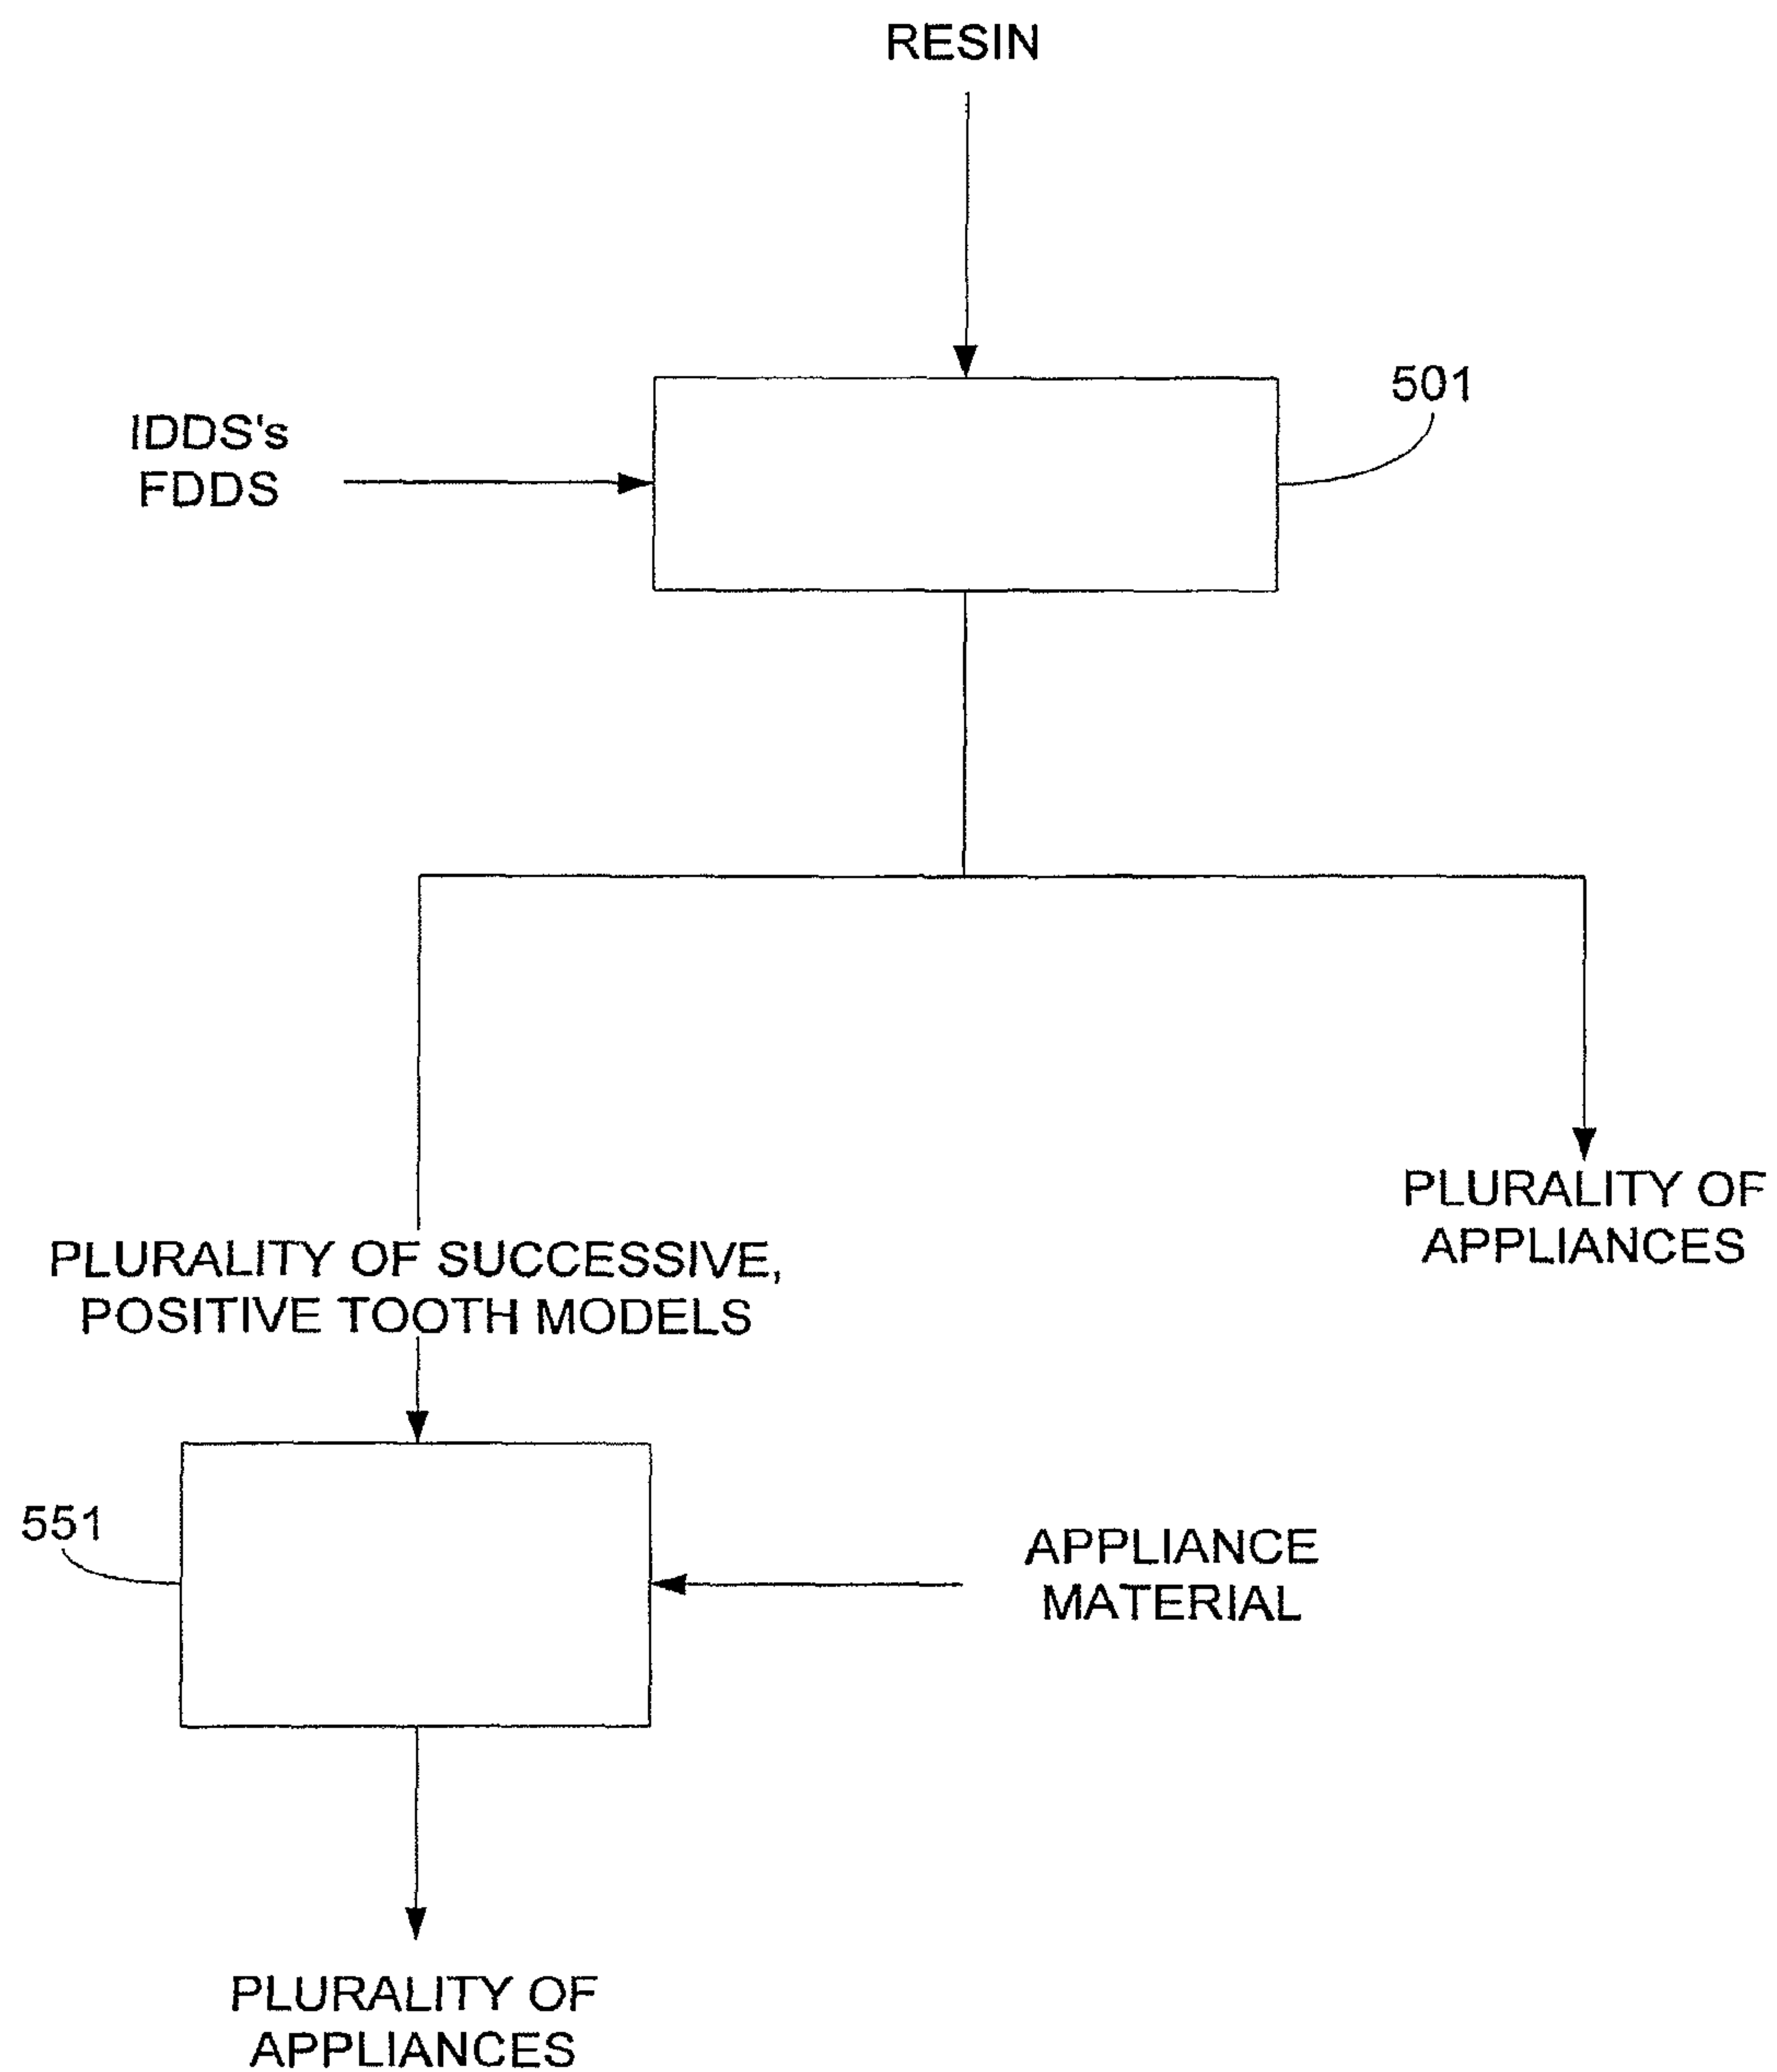 RESIN
501
IDDS's
FDDS
PLURALITY OF
APPLIANCES
PLURALITY OF SUCCESSIVE,
POSITIVE TOOTH MODELS
551
APPLIANCE
MATERIAL
PLURALITY OF
APPLIANCES